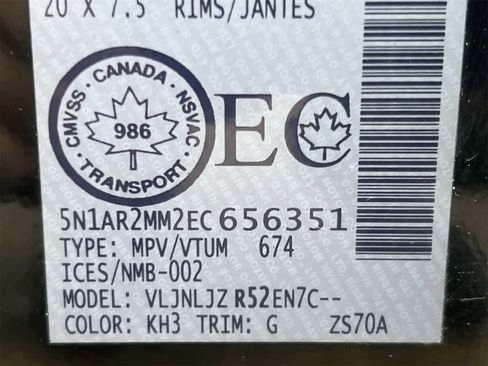 20 X 7.5 RIMS/JANTES
CMVSS · CANADA · NSVAC
986
TRANSPORT
EC
5N1AR2MM2EC656351
TYPE: MPV/VTUM 674
ICES/NMB-002
MODEL: VLJNLJZ R52EN7C--
COLOR: KH3 TRIM: G ZS70A